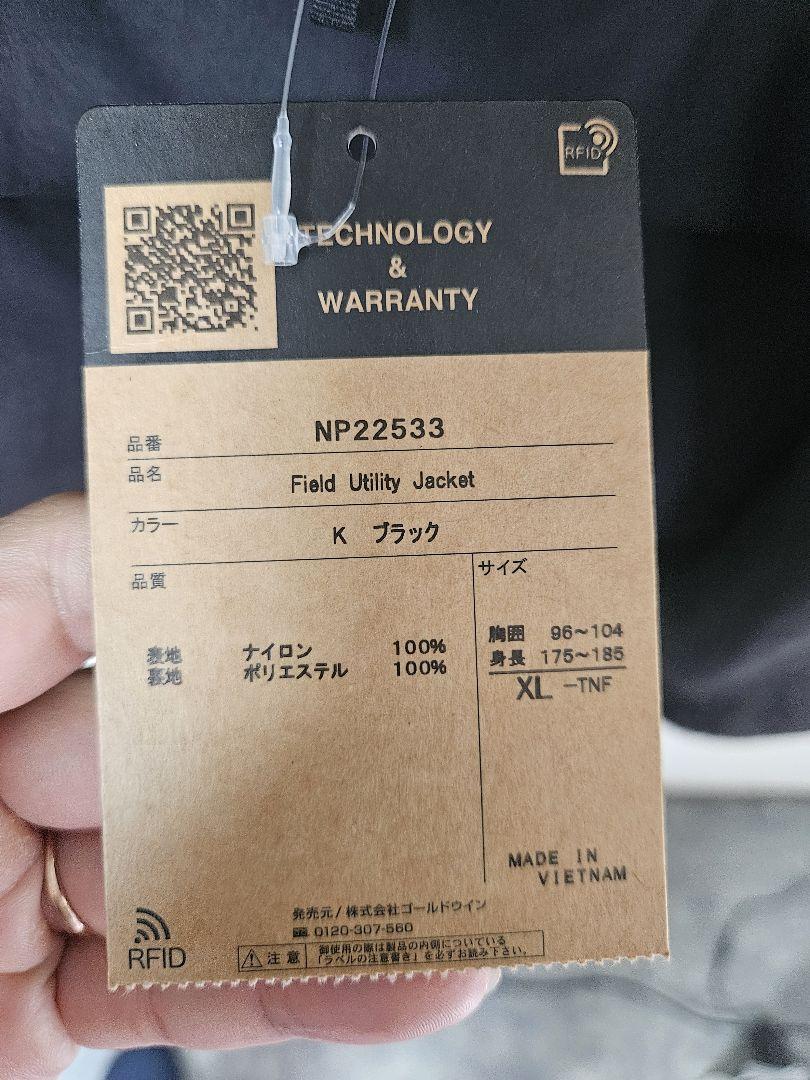 RFID
TECHNOLOGY
&
WARRANTY
品番 NP22533
品名 Field Utility Jacket
カラー K ブラック
品質
サイズ
表地 ナイロン 100%
裏地 ポリエステル 100%
胸囲 96～104
身長 175～185
XL -TNF
MADE IN
VIETNAM
発売元/株式会社ゴールドウイン
0120-307-560
RFID
注意
御使用の際は製品の内側についている
「ラベルの注意書き」を必ずお読み下さい。